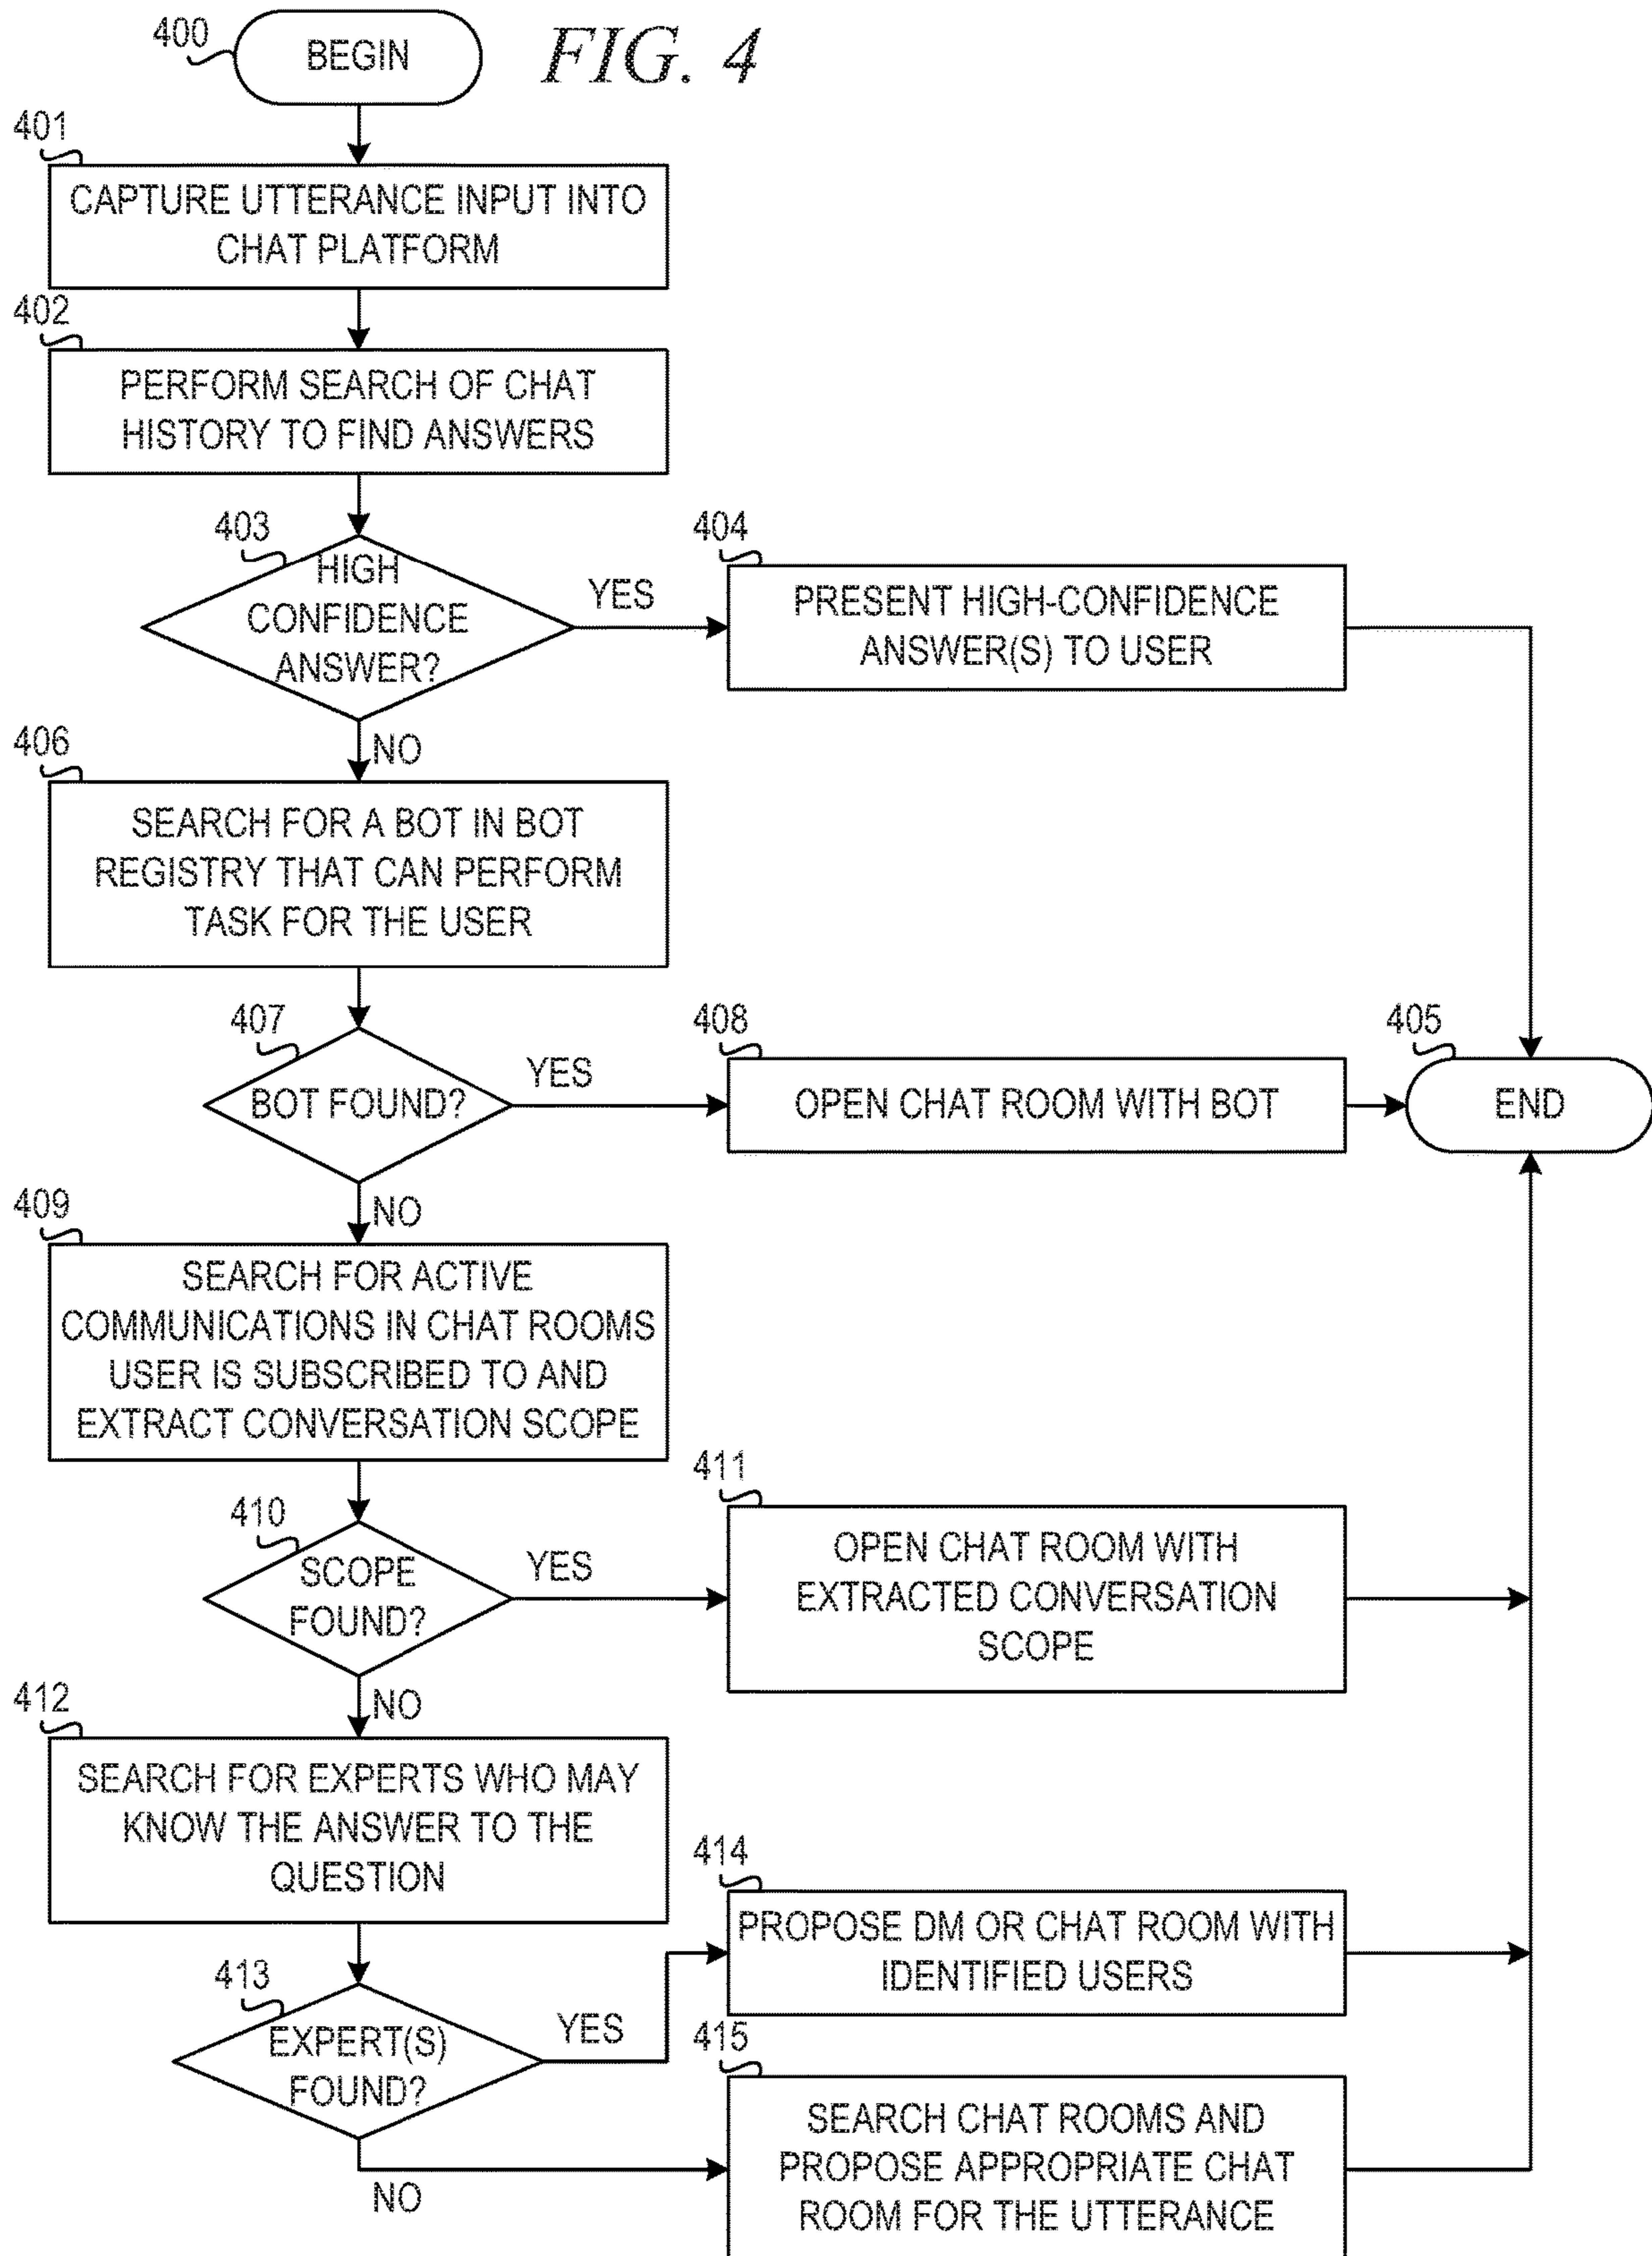 400
BEGIN
FIG. 4
401
CAPTURE UTTERANCE INPUT INTO
CHAT PLATFORM
402
PERFORM SEARCH OF CHAT
HISTORY TO FIND ANSWERS
403
HIGH
CONFIDENCE
ANSWER?
YES
404
PRESENT HIGH-CONFIDENCE
ANSWER(S) TO USER
NO
406
SEARCH FOR A BOT IN BOT
REGISTRY THAT CAN PERFORM
TASK FOR THE USER
407
BOT FOUND?
YES
408
OPEN CHAT ROOM WITH BOT
405
END
NO
409
SEARCH FOR ACTIVE
COMMUNICATIONS IN CHAT ROOMS
USER IS SUBSCRIBED TO AND
EXTRACT CONVERSATION SCOPE
410
SCOPE
FOUND?
YES
411
OPEN CHAT ROOM WITH
EXTRACTED CONVERSATION
SCOPE
NO
412
SEARCH FOR EXPERTS WHO MAY
KNOW THE ANSWER TO THE
QUESTION
413
EXPERT(S)
FOUND?
YES
414
PROPOSE DM OR CHAT ROOM WITH
IDENTIFIED USERS
NO
415
SEARCH CHAT ROOMS AND
PROPOSE APPROPRIATE CHAT
ROOM FOR THE UTTERANCE